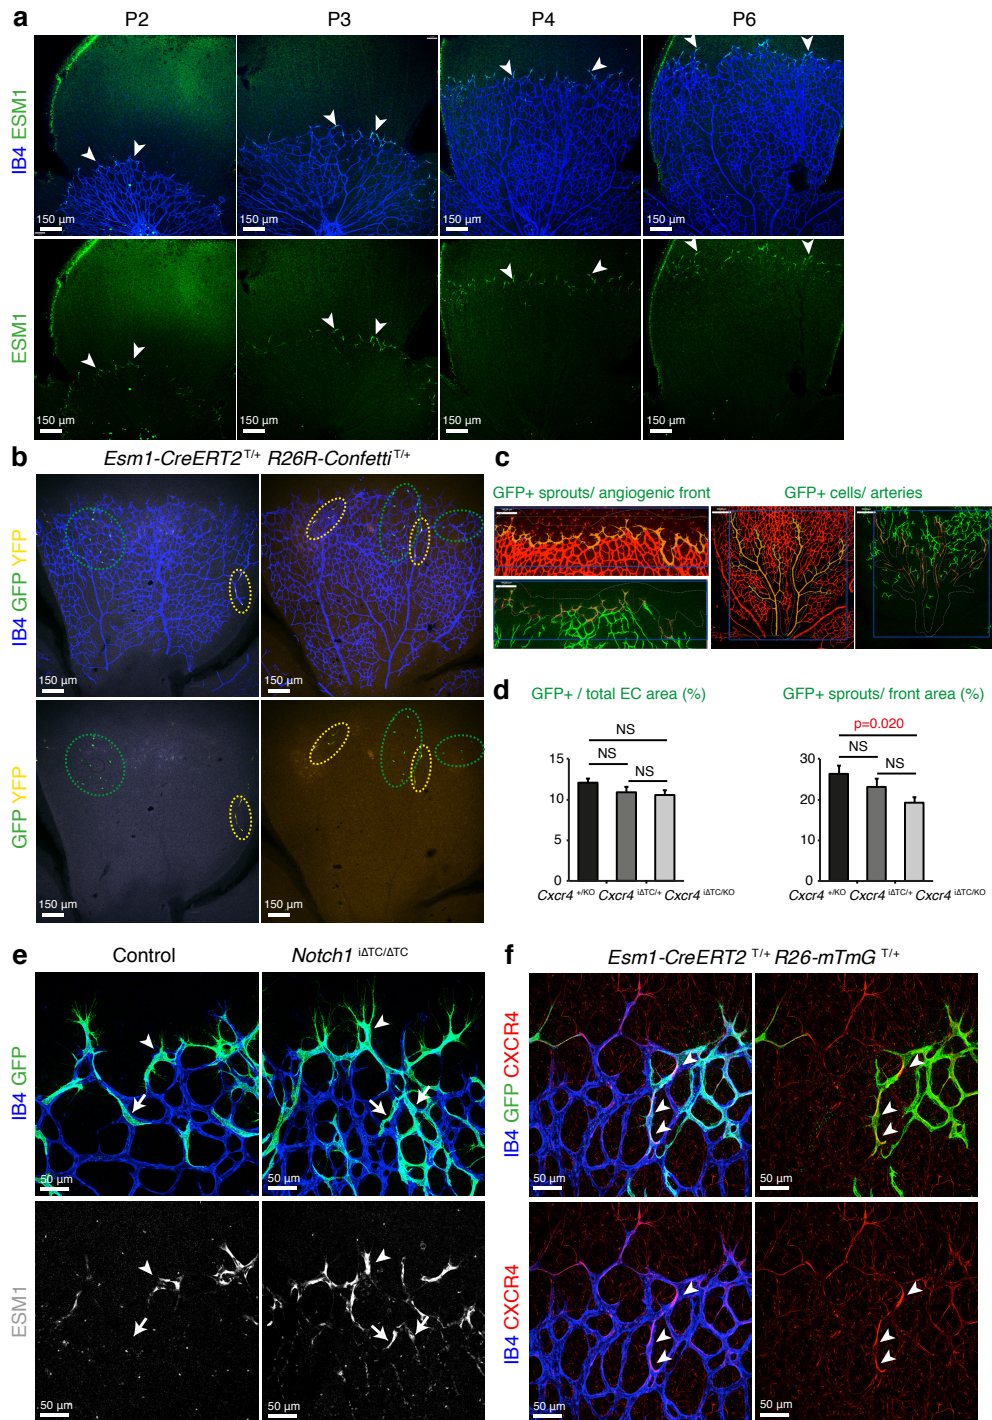 a
P2 P3 P4 P6
IB4 ESM1
150 µm 150 µm 150 µm 150 µm
ESM1
150 µm 150 µm 150 µm 150 µm
b
Esm1-CreERT2 T/+ R26R-Confetti T/+
IB4 GFP YFP
150 µm 150 µm
GFP YFP
150 µm 150 µm
c
GFP+ sprouts/ angiogenic front
GFP+ cells/ arteries
d
GFP+ / total EC area (%)
NS
NS
NS
15
10
5
0
Cxcr4 +/KO Cxcr4 iΔTC/+ Cxcr4 iΔTC/KO
GFP+ sprouts/ front area (%)
p=0.020
NS
NS
40
20
0
Cxcr4 +/KO Cxcr4 iΔTC/+ Cxcr4 iΔTC/KO
e
Control Notch1 iΔTC/ΔTC
IB4 GFP
50 µm 50 µm
ESM1
50 µm 50 µm
f
Esm1-CreERT2 T/+ R26-mTmG T/+
IB4 GFP CXCR4
50 µm 50 µm
IB4 CXCR4
50 µm 50 µm